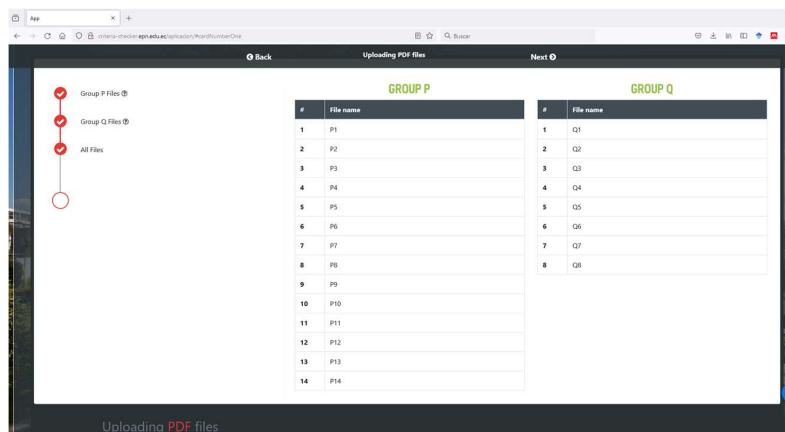 App × +
criteria-checker.epn.edu.ec/aplicacion/#cardNumberOne
Buscar
Back Uploading PDF files Next
Group P Files
Group Q Files
All Files
GROUP P
# File name
1 P1
2 P2
3 P3
4 P4
5 P5
6 P6
7 P7
8 P8
9 P9
10 P10
11 P11
12 P12
13 P13
14 P14
GROUP Q
# File name
1 Q1
2 Q2
3 Q3
4 Q4
5 Q5
6 Q6
7 Q7
8 Q8
Uploading PDF files